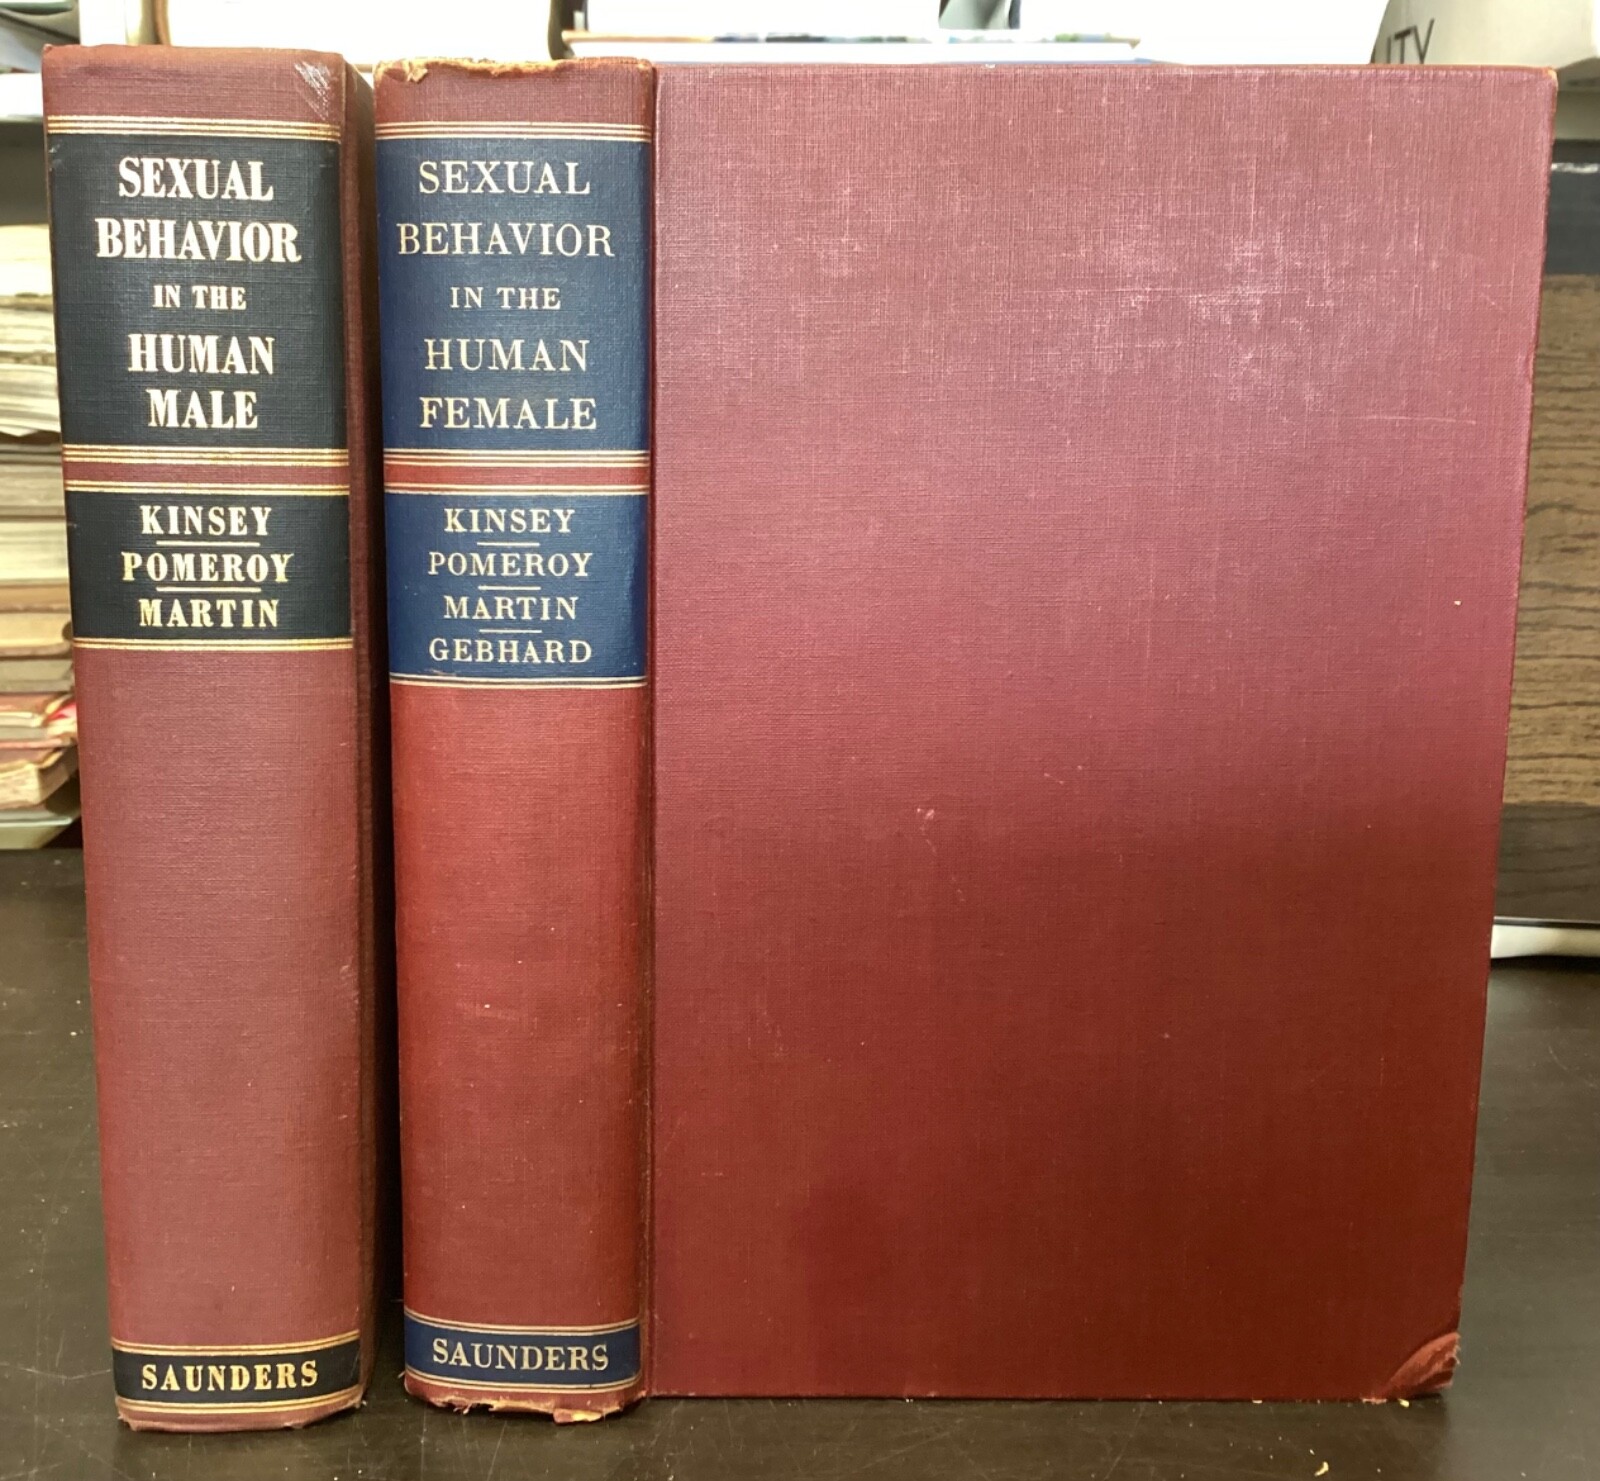 SEXUAL
BEHAVIOR
IN THE
HUMAN
MALE
KINSEY
POMEROY
MARTIN
SAUNDERS
SEXUAL
BEHAVIOR
IN THE
HUMAN
FEMALE
KINSEY
POMEROY
MARTIN
GEBHARD
SAUNDERS
ITY